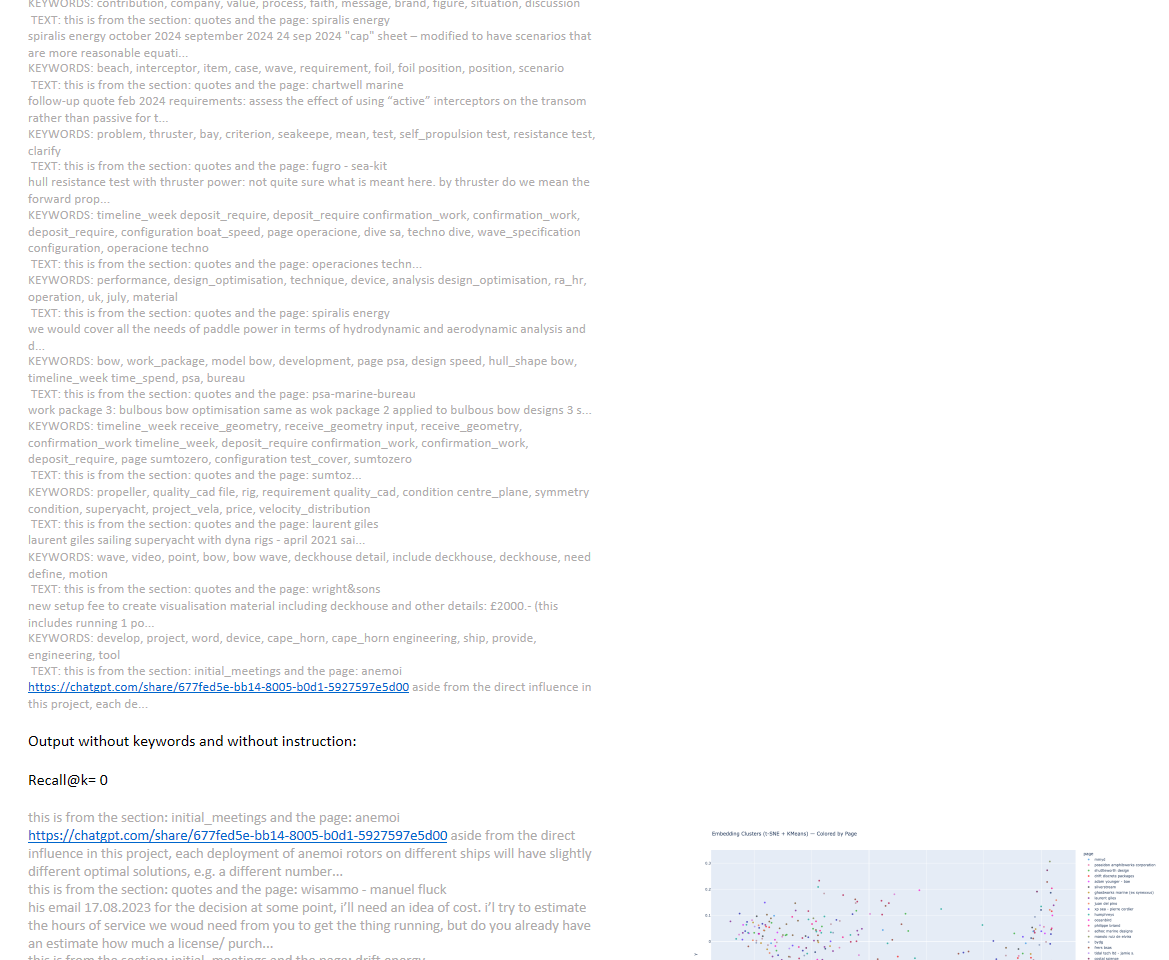 KEYWORDS: contribution, company, value, process, faith, message, brand, figure, situation, discussion
TEXT: this is from the section: quotes and the page: spiralis energy
spiralis energy october 2024 september 2024 24 sep 2024 "cap" sheet – modified to have scenarios that
are more reasonable equati...
KEYWORDS: beach, interceptor, item, case, wave, requirement, foil, foil position, position, scenario
TEXT: this is from the section: quotes and the page: chartwell marine
follow-up quote feb 2024 requirements: assess the effect of using “active” interceptors on the transom
rather than passive for t...
KEYWORDS: problem, thruster, bay, criterion, seakeepe, mean, test, self_propulsion test, resistance test,
clarify
TEXT: this is from the section: quotes and the page: fugro - sea-kit
hull resistance test with thruster power: not quite sure what is meant here. by thruster do we mean the
forward prop...
KEYWORDS: timeline_week deposit_require, deposit_require confirmation_work, confirmation_work,
deposit_require, configuration boat_speed, page operacione, dive sa, techno dive, wave_specification
configuration, operacione techno
TEXT: this is from the section: quotes and the page: operaciones techn...
KEYWORDS: performance, design_optimisation, technique, device, analysis design_optimisation, ra_hr,
operation, uk, july, material
TEXT: this is from the section: quotes and the page: spiralis energy
we would cover all the needs of paddle power in terms of hydrodynamic and aerodynamic analysis and
d...
KEYWORDS: bow, work_package, model bow, development, page psa, design speed, hull_shape bow,
timeline_week time_spend, psa, bureau
TEXT: this is from the section: quotes and the page: psa-marine-bureau
work package 3: bulbous bow optimisation same as wok package 2 applied to bulbous bow designs 3 s...
KEYWORDS: timeline_week receive_geometry, receive_geometry input, receive_geometry,
confirmation_work timeline_week, deposit_require confirmation_work, confirmation_work,
deposit_require, page sumtozero, configuration test_cover, sumtozero
TEXT: this is from the section: quotes and the page: sumtoz...
KEYWORDS: propeller, quality_cad file, rig, requirement quality_cad, condition centre_plane, symmetry
condition, superyacht, project_vela, price, velocity_distribution
TEXT: this is from the section: quotes and the page: laurent giles
laurent giles sailing superyacht with dyna rigs - april 2021 sai...
KEYWORDS: wave, video, point, bow, bow wave, deckhouse detail, include deckhouse, deckhouse, need
define, motion
TEXT: this is from the section: quotes and the page: wright&sons
new setup fee to create visualisation material including deckhouse and other details: £2000.- (this
includes running 1 po...
KEYWORDS: develop, project, word, device, cape_horn, cape_horn engineering, ship, provide,
engineering, tool
TEXT: this is from the section: initial_meetings and the page: anemoi
https://chatgpt.com/share/677fed5e-bb14-8005-b0d1-5927597e5d00 aside from the direct influence in
this project, each de...
Output without keywords and without instruction:
Recall@k= 0
this is from the section: initial_meetings and the page: anemoi
https://chatgpt.com/share/677fed5e-bb14-8005-b0d1-5927597e5d00 aside from the direct
influence in this project, each deployment of anemoi rotors on different ships will have slightly
different optimal solutions, e.g. a different number...
this is from the section: quotes and the page: wisammo - manuel fluck
his email 17.08.2023 for the decision at some point, i’ll need an idea of cost. i’l try to estimate
the hours of service we woud need from you to get the thing running, but do you already have
an estimate how much a license/ purch...
this is from the section: initial_meetings and the page: drift energy
Embedding Clusters (t-SNE + KMeans) — Colored by Page
page
0.3
0.2
0.1
0
shuttleworth design
silverstream
laurent giles